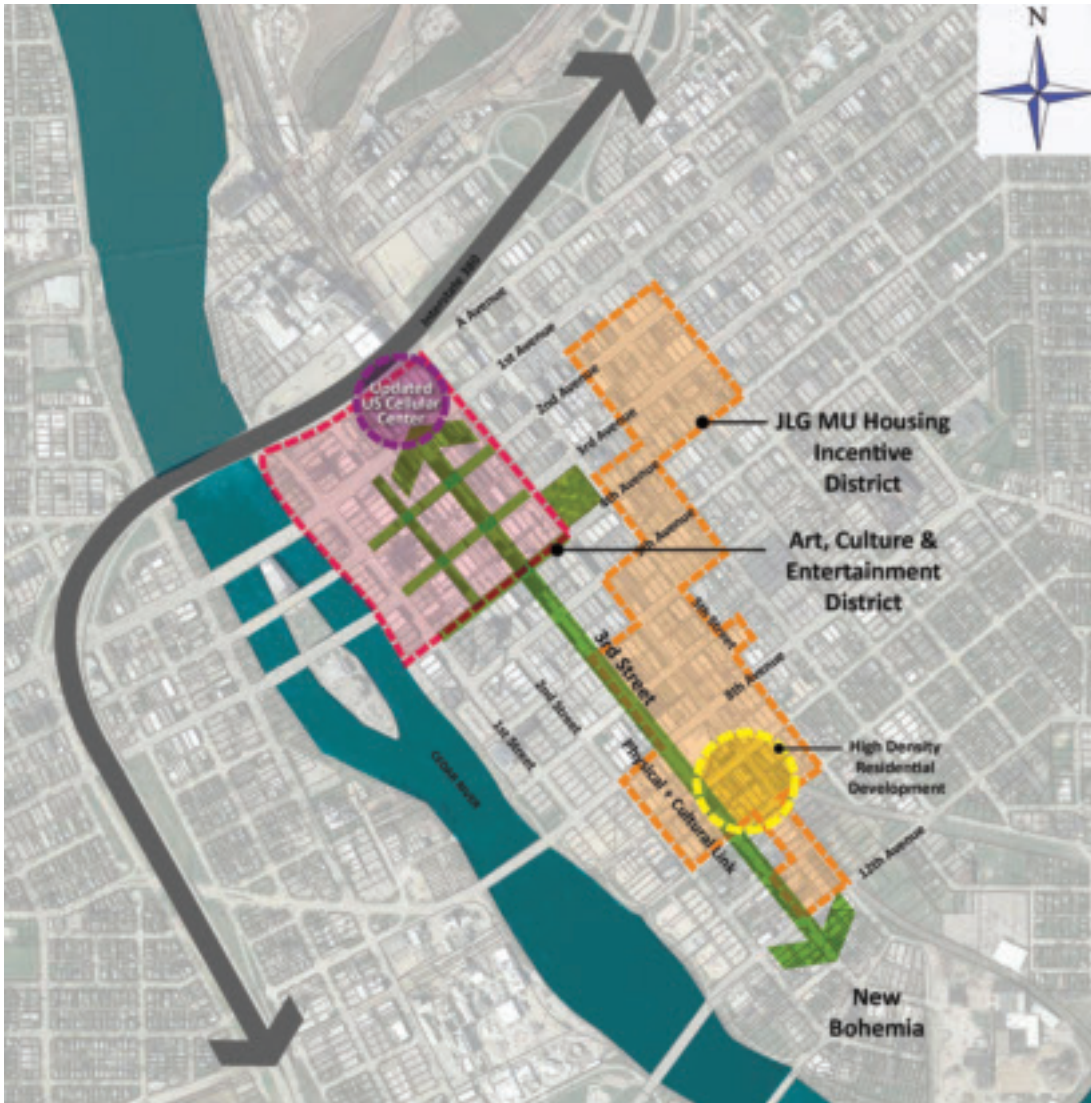 N
Interstate 380
A Avenue
1st Avenue
2nd Avenue
3rd Avenue
Updated
US Cellular
Center
JLG MU Housing
Incentive
District
4th Avenue
5th Avenue
Art, Culture &
Entertainment
District
5th Street
3rd Street
8th Avenue
2nd Street
1st Street
High Density
Residential
Development
Physical + Cultural Link
CEDAR RIVER
12th Avenue
New
Bohemia